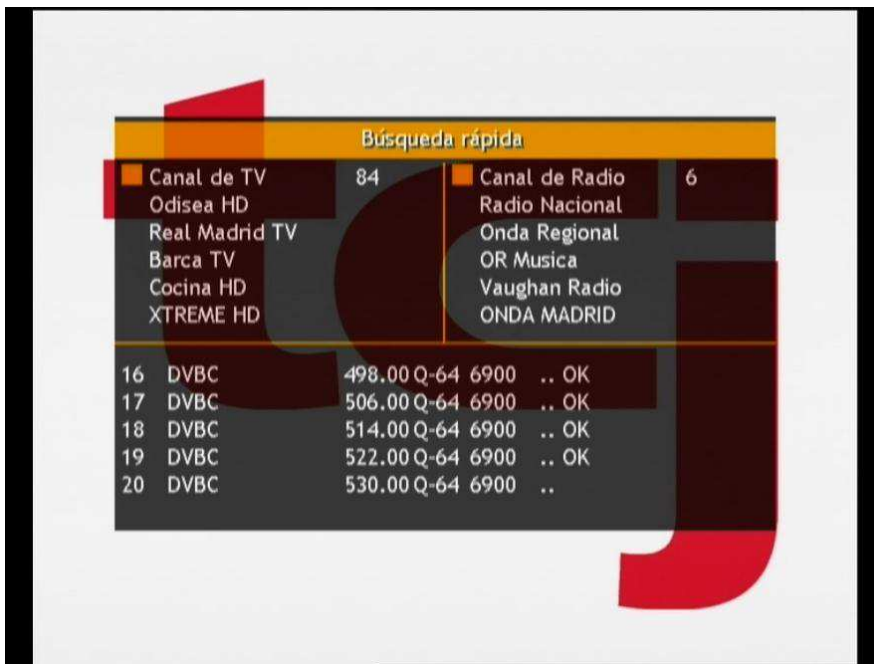 Búsqueda rápida
Canal de TV 84
Odisea HD
Real Madrid TV
Barca TV
Cocina HD
XTREME HD
Canal de Radio 6
Radio Nacional
Onda Regional
OR Musica
Vaughan Radio
ONDA MADRID
16 DVBC 498.00 Q-64 6900 .. OK
17 DVBC 506.00 Q-64 6900 .. OK
18 DVBC 514.00 Q-64 6900 .. OK
19 DVBC 522.00 Q-64 6900 .. OK
20 DVBC 530.00 Q-64 6900 ..
tcj